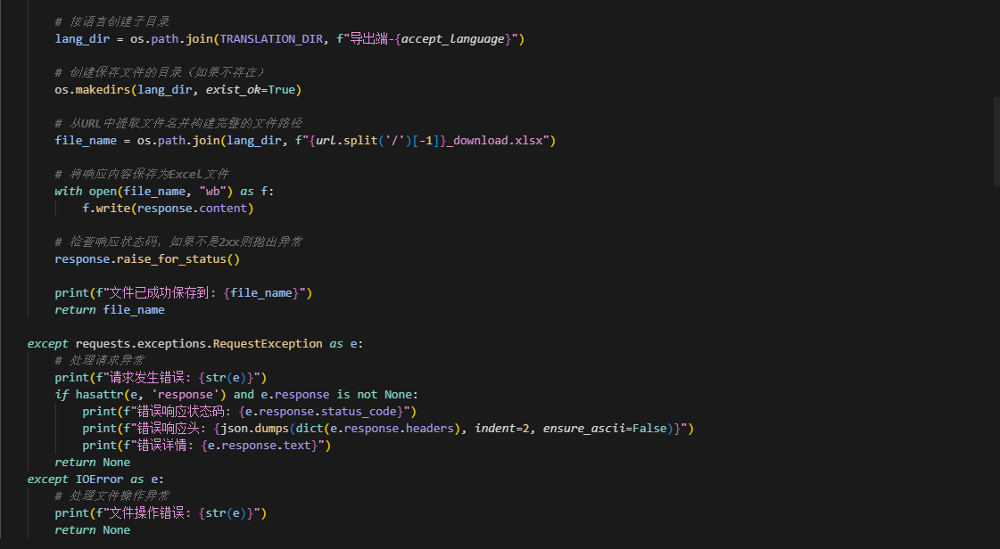 # 按语言创建子目录
lang_dir = os.path.join(TRANSLATION_DIR, f"导出端-{accept_language}")
# 创建保存文件的目录（如果不存在）
os.makedirs(lang_dir, exist_ok=True)
# 从URL中提取文件名并构建完整的文件路径
file_name = os.path.join(lang_dir, f"{url.split('/')[-1]}_download.xlsx")
# 将响应内容保存为Excel文件
with open(file_name, "wb") as f:
f.write(response.content)
# 检查响应状态码，如果不是2xx则抛出异常
response.raise_for_status()
print(f"文件已成功保存到: {file_name}")
return file_name
except requests.exceptions.RequestException as e:
# 处理请求异常
print(f"请求发生错误: {str(e)}")
if hasattr(e, 'response') and e.response is not None:
print(f"错误响应状态码: {e.response.status_code}")
print(f"错误响应头: {json.dumps(dict(e.response.headers), indent=2, ensure_ascii=False)}")
print(f"错误详情: {e.response.text}")
return None
except IOError as e:
# 处理文件操作异常
print(f"文件操作错误: {str(e)}")
return None